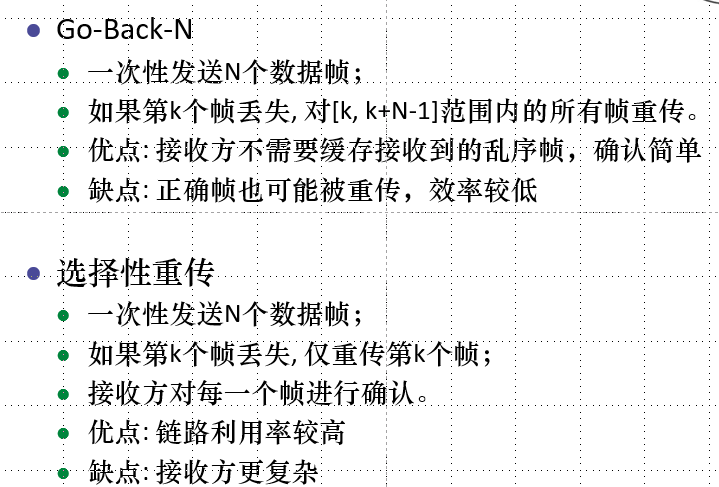 Go-Back-N
一次性发送N个数据帧；
如果第k个帧丢失, 对[k, k+N-1]范围内的所有帧重传。
优点: 接收方不需要缓存接收到的乱序帧，确认简单
缺点: 正确帧也可能被重传，效率较低
选择性重传
一次性发送N个数据帧；
如果第k个帧丢失, 仅重传第k个帧；
接收方对每一个帧进行确认。
优点: 链路利用率较高
缺点: 接收方更复杂